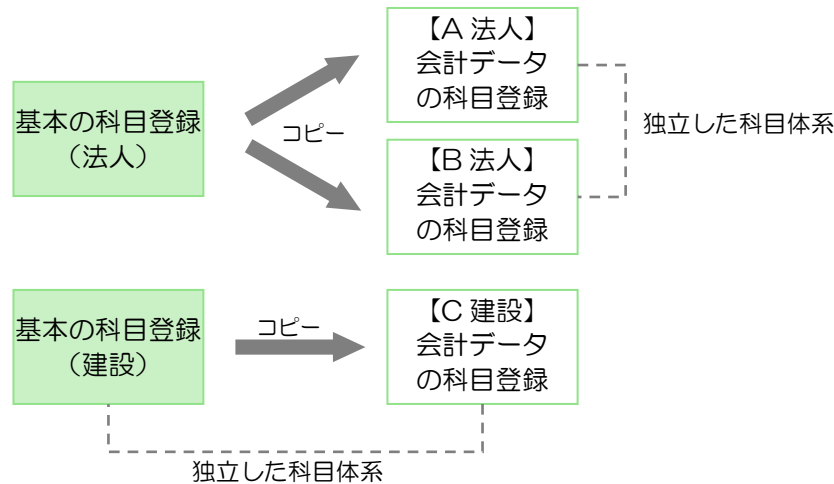 基本の科目登録
（法人）
コピー
【A 法人】
会計データ
の科目登録
【B 法人】
会計データ
の科目登録
独立した科目体系
基本の科目登録
（建設）
コピー
【C 建設】
会計データ
の科目登録
独立した科目体系